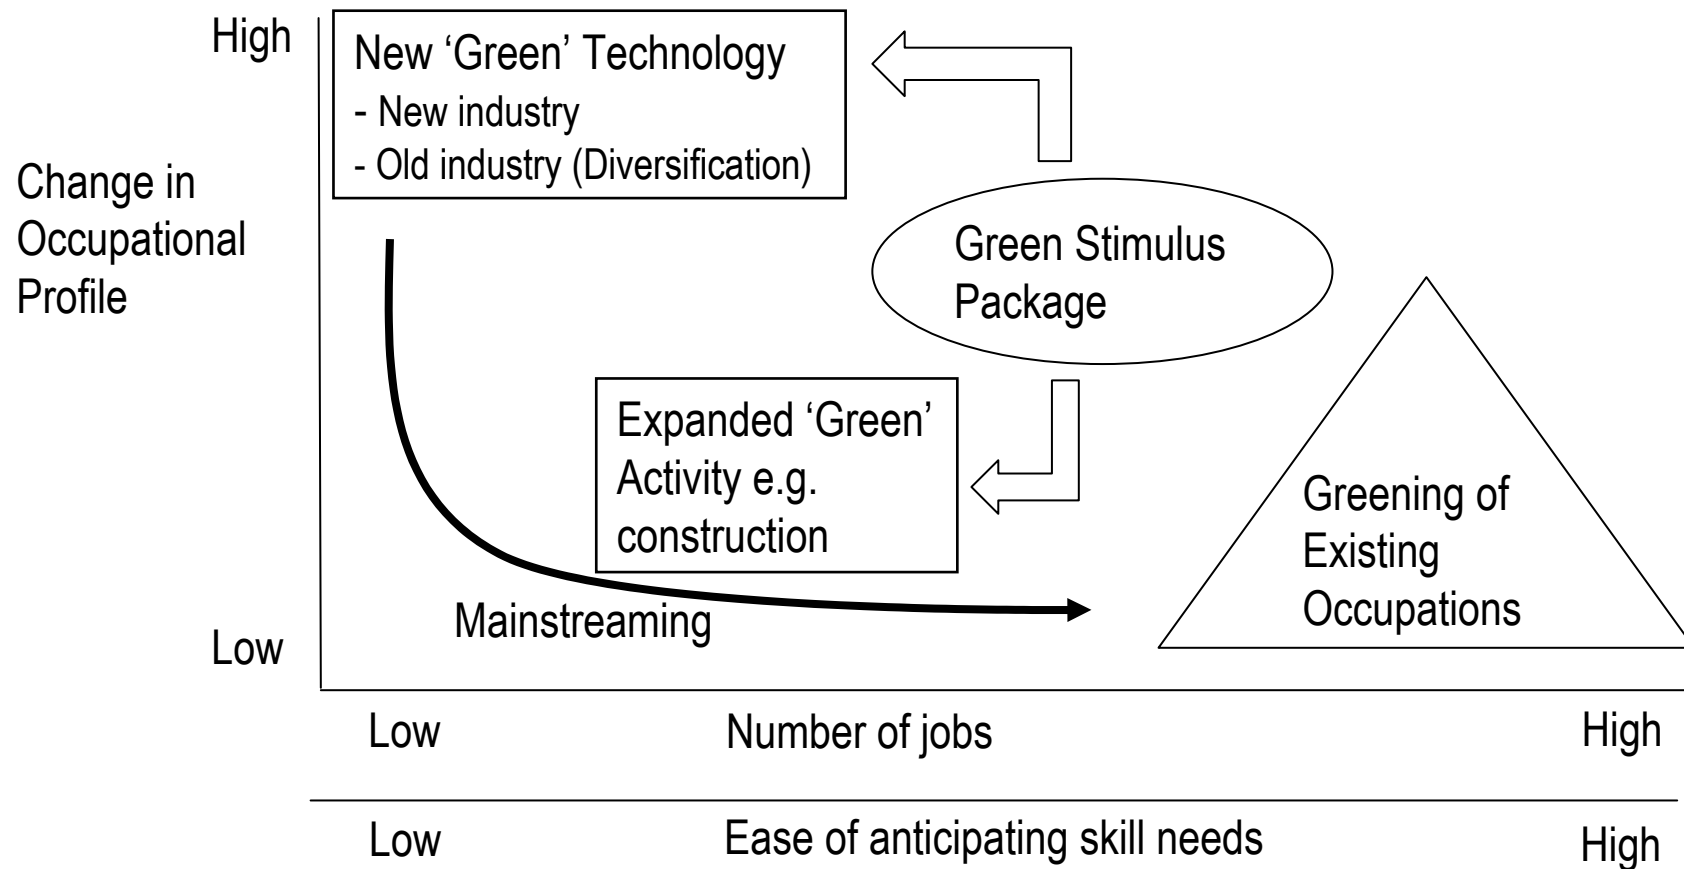 High
New ‘Green’ Technology
- New industry
- Old industry (Diversification)
Change in
Occupational
Profile
Green Stimulus
Package
Expanded ‘Green’
Activity e.g.
construction
Greening of
Existing
Occupations
Mainstreaming
Low
Low Number of jobs High
Low Ease of anticipating skill needs High